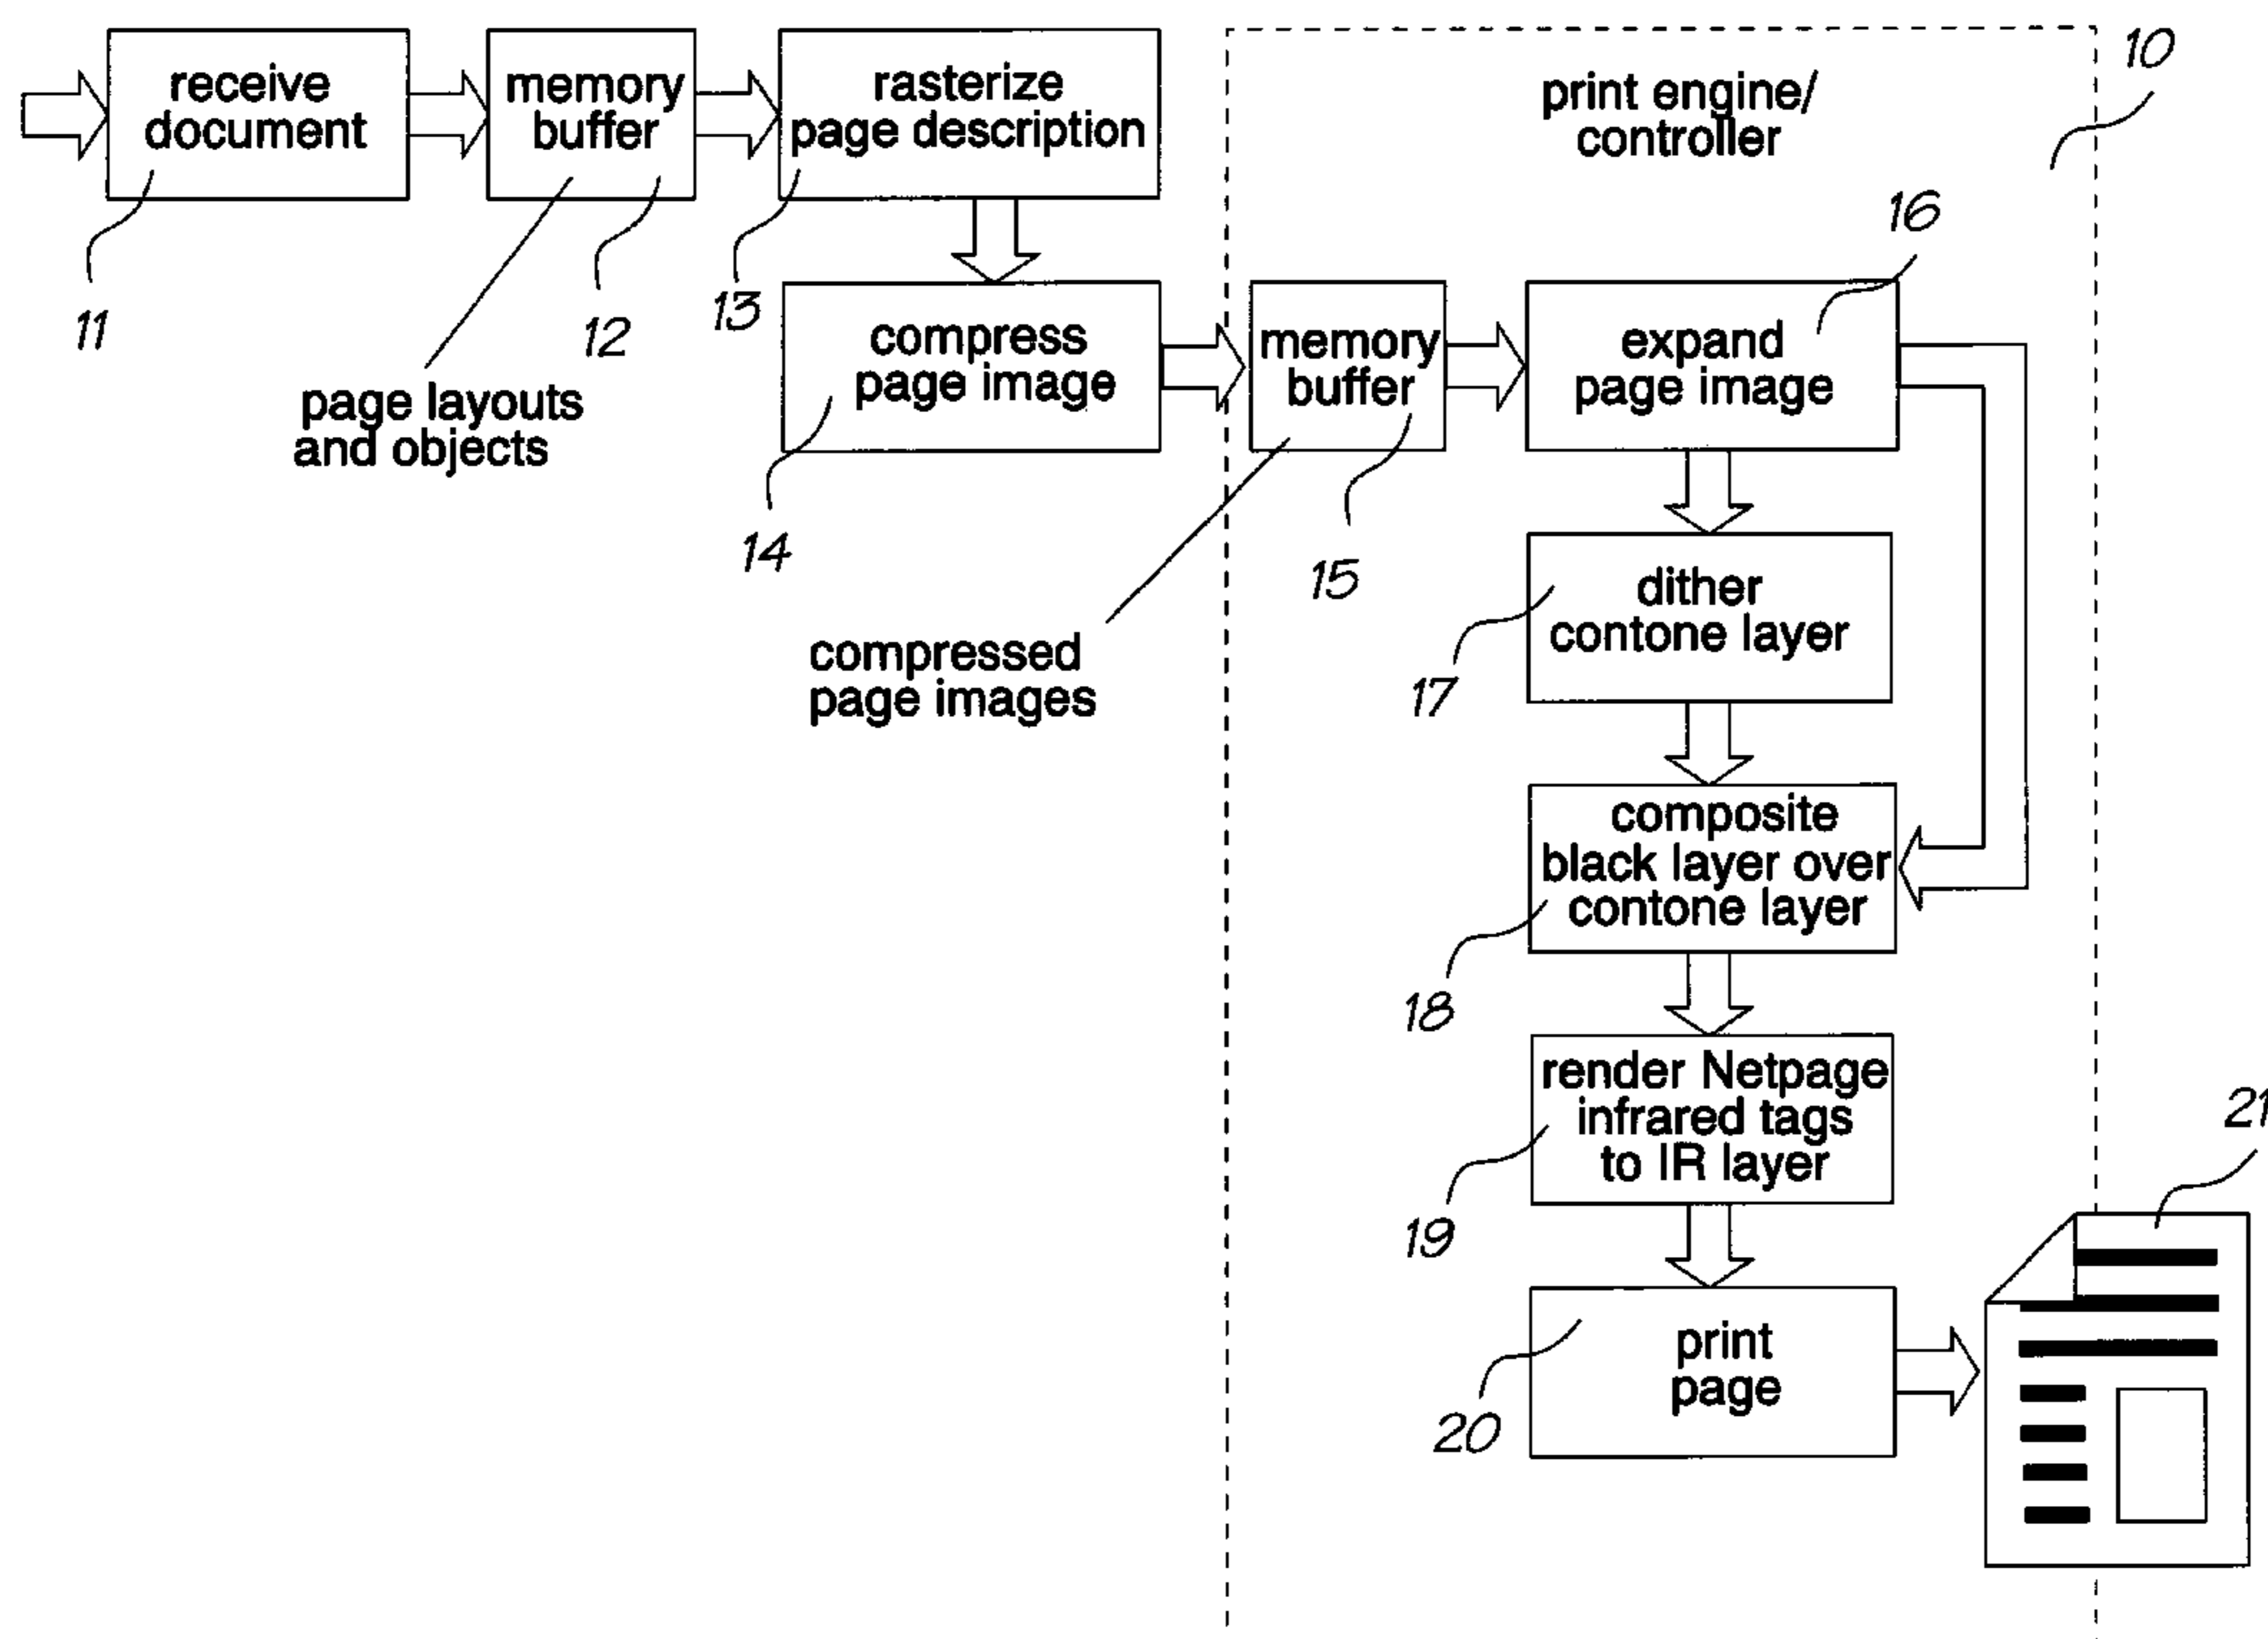 receive
document
memory
buffer
rasterize
page description
print engine/
controller
10
11
12
13
page layouts
and objects
compress
page image
14
memory
buffer
15
expand
page image
16
compressed
page images
dither
contone layer
17
composite
black layer over
contone layer
18
render Netpage
infrared tags
to IR layer
19
print
page
20
21